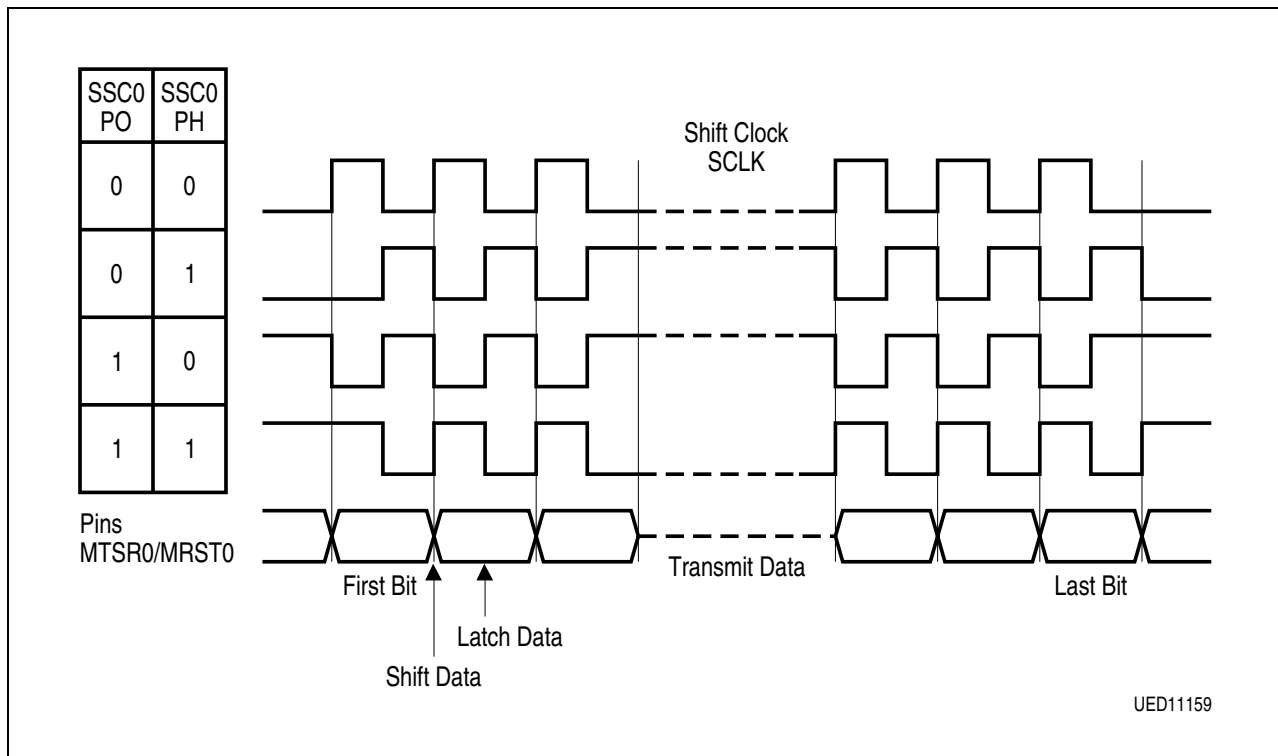 SSC0 SSC0
PO PH
0 0
0 1
1 0
1 1
Shift Clock
SCLK
Pins
MTSR0/MRST0
First Bit
Transmit Data
Last Bit
Latch Data
Shift Data
UED11159